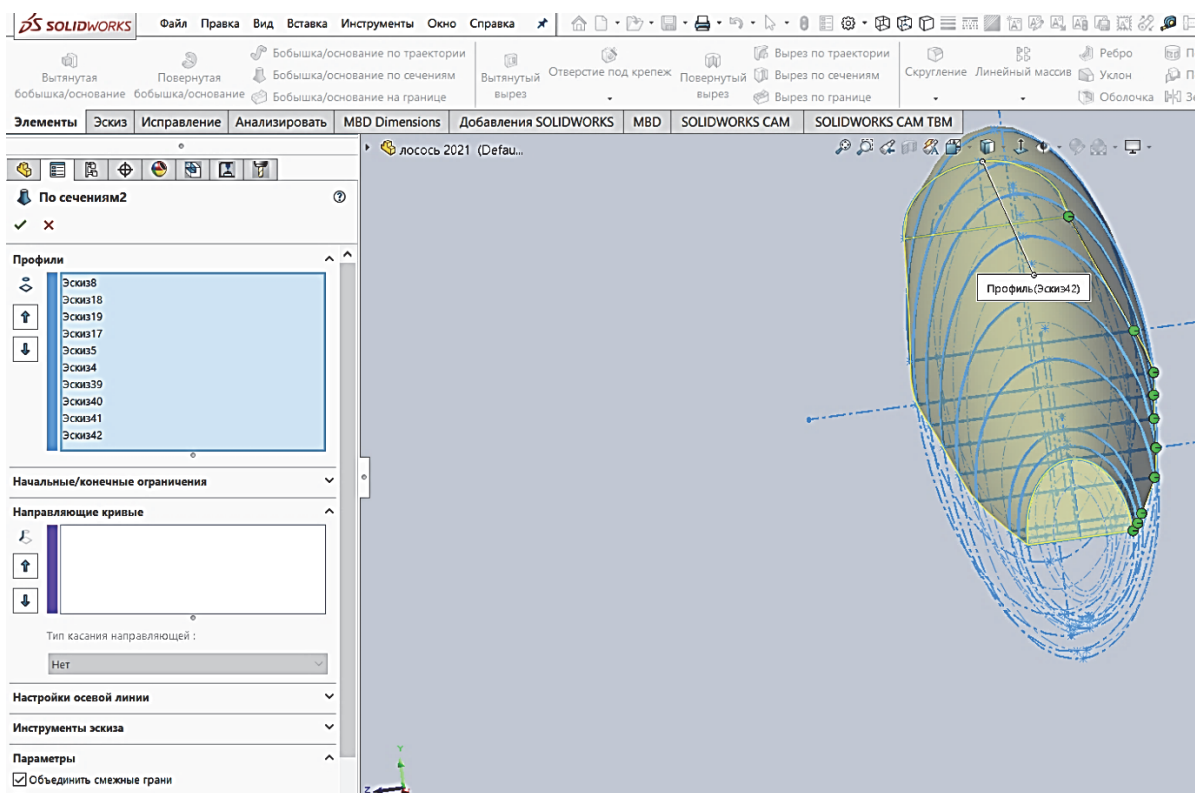 SOLIDWORKS
Файл Правка Вид Вставка Инструменты Окно Справка
Вытянутая бобышка/основание
Повернутая бобышка/основание
Бобышка/основание по траектории
Бобышка/основание по сечениям
Бобышка/основание на границе
Вытянутый вырез
Отверстие под крепеж
Повернутый вырез
Вырез по траектории
Вырез по сечениям
Вырез по границе
Скругление
Линейный массив
Ребро
Уклон
Оболочка
Элементы Эскиз Исправление Анализировать MBD Dimensions Добавления SOLIDWORKS MBD SOLIDWORKS CAM SOLIDWORKS CAM TBM
лосось 2021 (Defau...
По сечениям2
Профили
Эскиз8
Эскиз18
Эскиз19
Эскиз17
Эскиз5
Эскиз4
Эскиз39
Эскиз40
Эскиз41
Эскиз42
Начальные/конечные ограничения
Направляющие кривые
Тип касания направляющей :
Нет
Настройки осевой линии
Инструменты эскиза
Параметры
Объединить смежные грани
Профиль(Эскиз42)
Y
Z